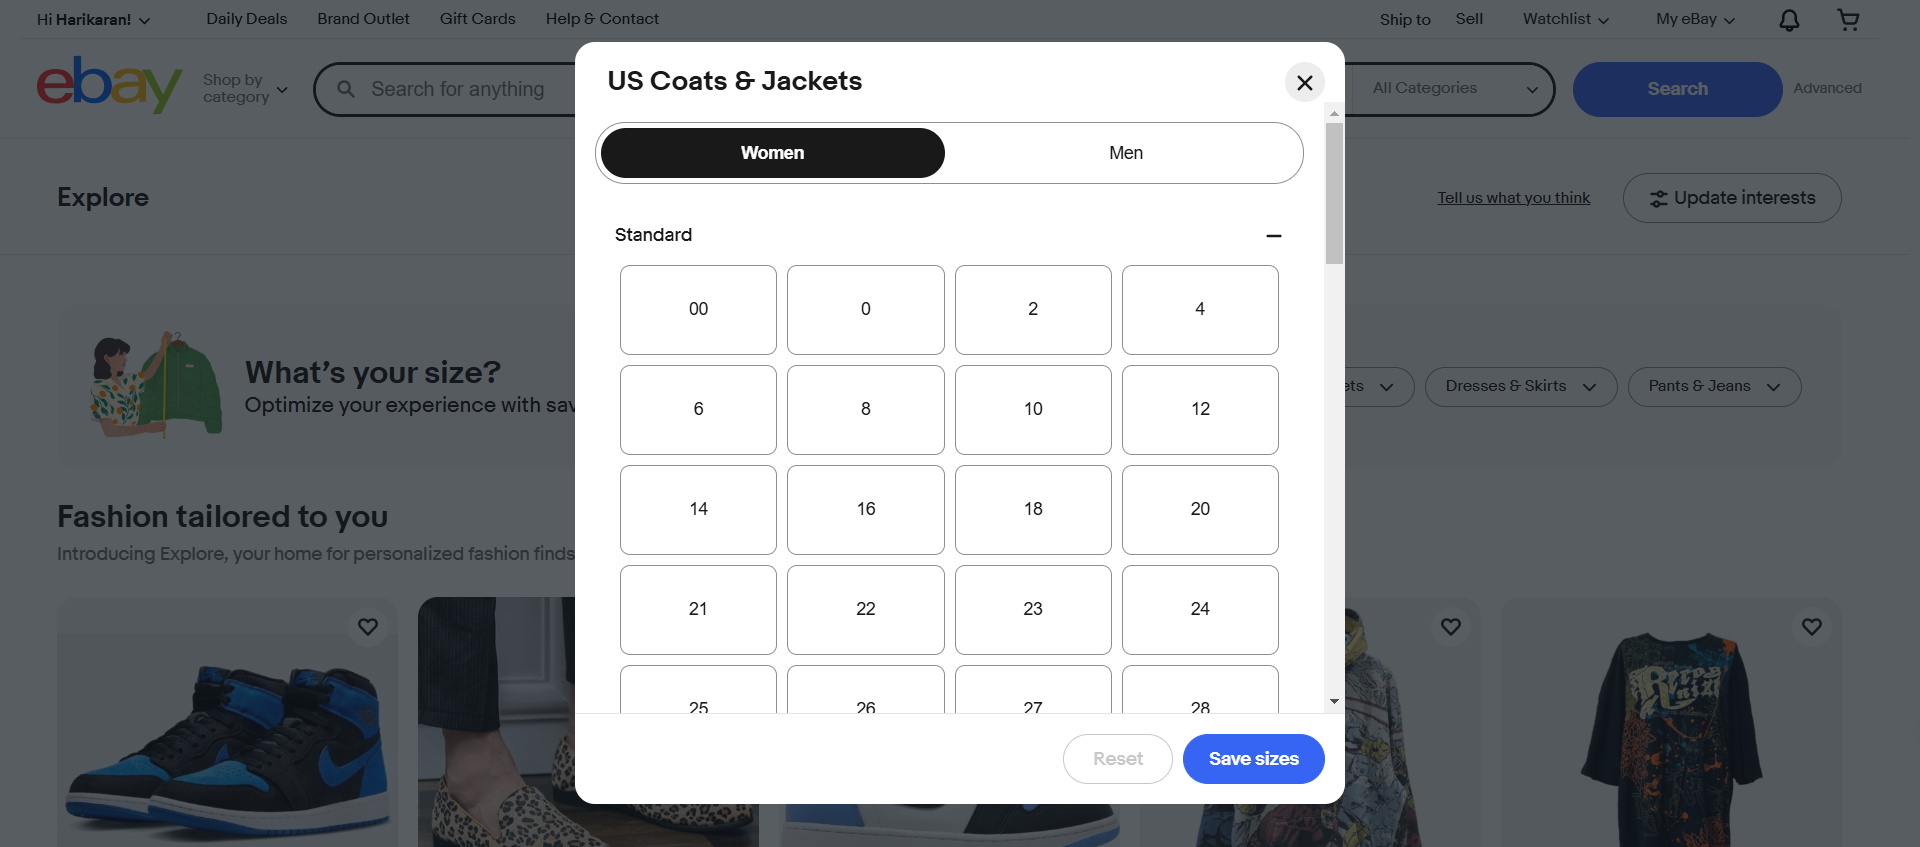 Hi Harikaran!
Daily Deals
Brand Outlet
Gift Cards
Help & Contact
Ship to
Sell
Watchlist
My eBay
ebay
Shop by
category
Search for anything
All Categories
Search
Advanced
US Coats & Jackets
Women
Men
Explore
Tell us what you think
Update interests
Standard
00
0
2
4
6
8
10
12
14
16
18
20
21
22
23
24
25
26
27
28
What's your size?
Optimize your experience with sav
ets
Dresses & Skirts
Pants & Jeans
Fashion tailored to you
Introducing Explore, your home for personalized fashion finds
Reset
Save sizes